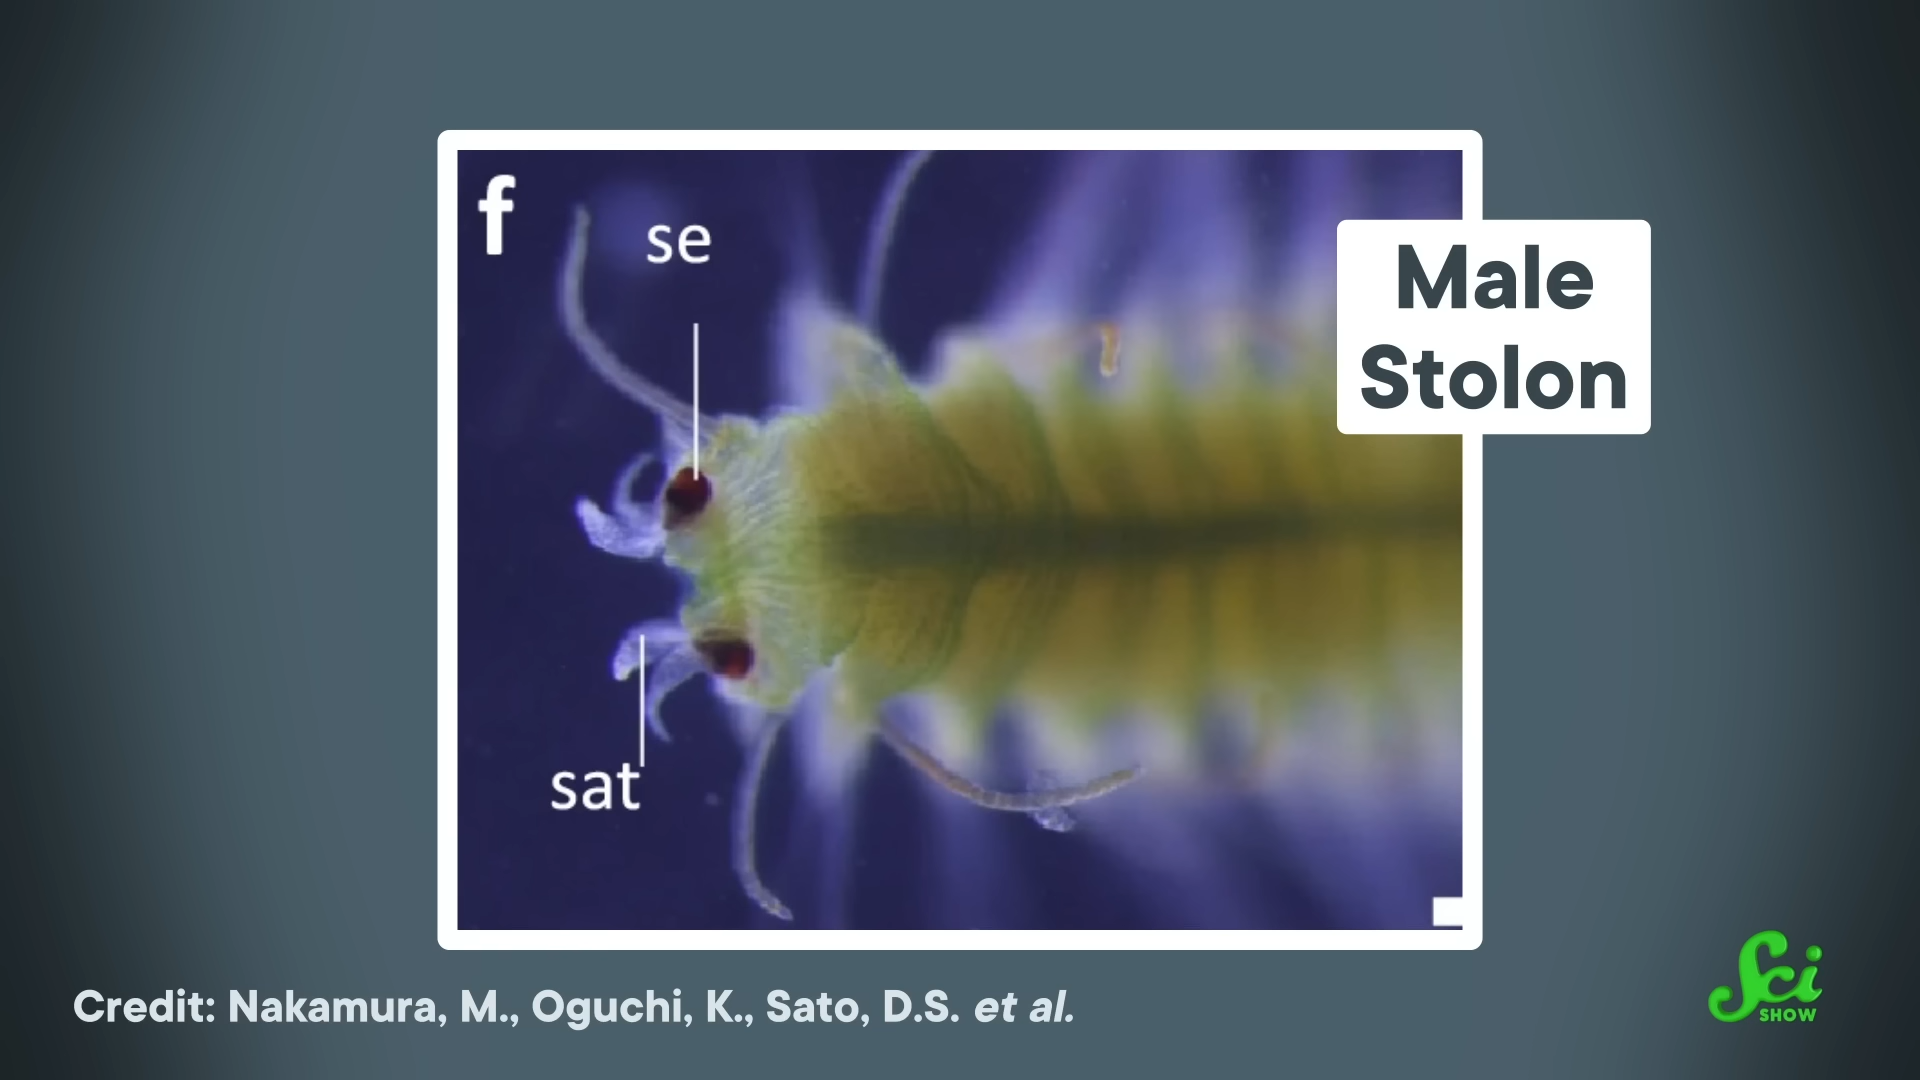 f
se
Male
Stolon
sat
Credit: Nakamura, M., Oguchi, K., Sato, D.S. et al.
Sci
SHOW